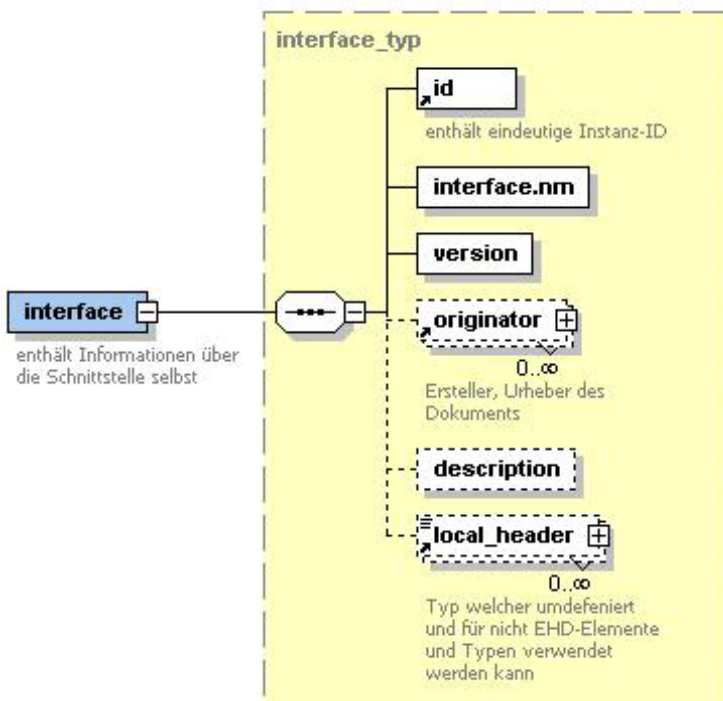 interface_typ
id
enthält eindeutige Instanz-ID
interface.nm
version
interface
enthält Informationen über
die Schnittstelle selbst
originator
0..∞
Ersteller, Urheber des
Dokuments
description
local_header
0..∞
Typ welcher umdefeniert
und für nicht EHD-Elemente
und Typen verwendet
werden kann